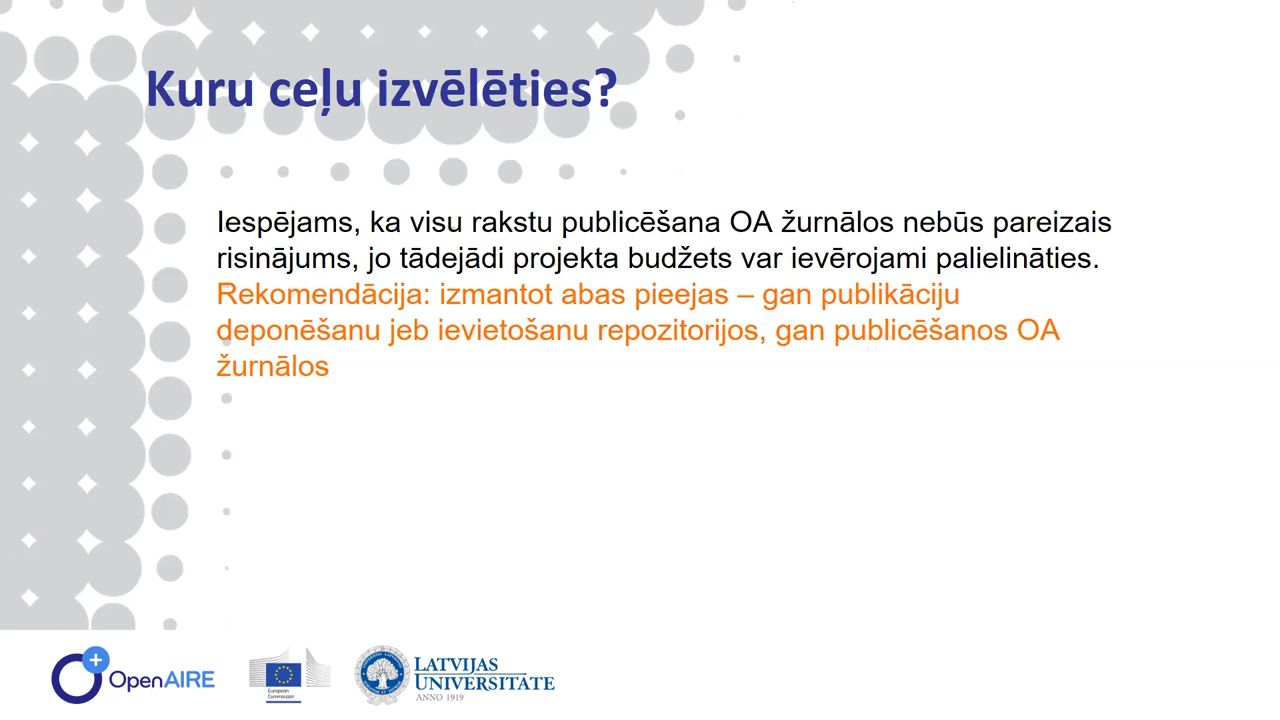 Kuru ceļu izvēlēties?
Iespējams, ka visu rakstu publicēšana OA žurnālos nebūs pareizais
risinājums, jo tādejādi projekta budžets var ievērojami palielināties.
Rekomendācija: izmantot abas pieejas – gan publikāciju
deponēšanu jeb ievietošanu repozitorijos, gan publicēšanos OA
žurnālos
OpenAIRE
European
Commission
LATVIJAS
UNIVERSITĀTE
ANNO 1919